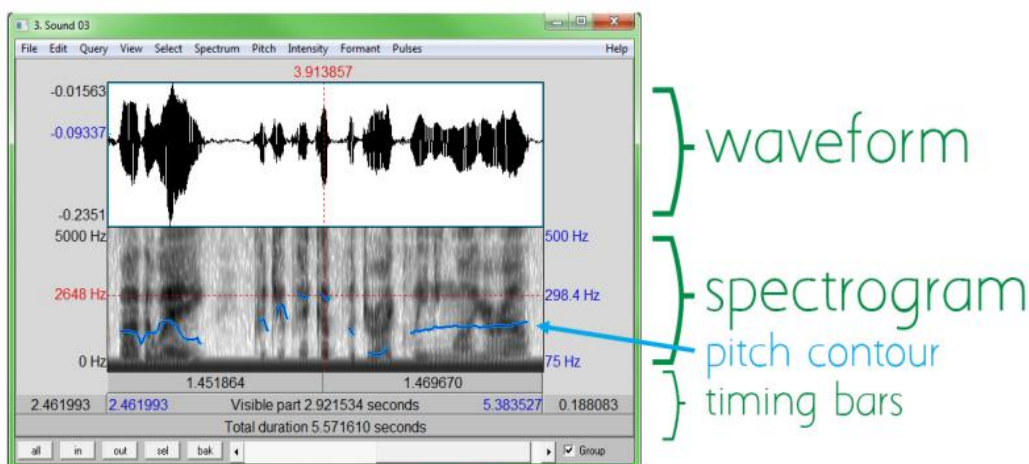 3. Sound 03
File Edit Query View Select Spectrum Pitch Intensity Formant Pulses Help
3.913857
-0.01563
-0.09337
-0.2351
waveform
5000 Hz 500 Hz
2648 Hz 298.4 Hz
spectrogram
pitch contour
0 Hz 75 Hz
1.451864 1.469670
timing bars
2.461993 2.461993 Visible part 2.921534 seconds 5.383527 0.188083
Total duration 5.571610 seconds
all in out sel bak Group